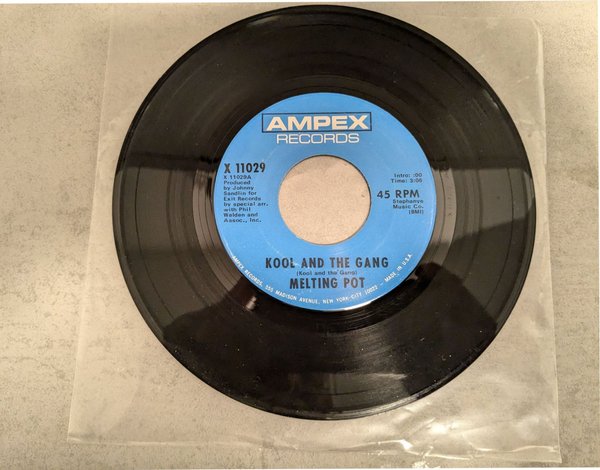 AMPEX
RECORDS
X 11029
X 11029A
Produced
by Johnny
Sandlin for
Exit Records
by special arr.
with Phil
Walden and
Assoc., Inc.
Intro: :00
Time: 3:06
45 RPM
Stephanye
Music Co.
(BMI)
KOOL AND THE GANG
(Kool and the Gang)
MELTING POT
AMPEX RECORDS, 555 MADISON AVENUE, NEW YORK CITY 10022 - MADE IN U.S.A.